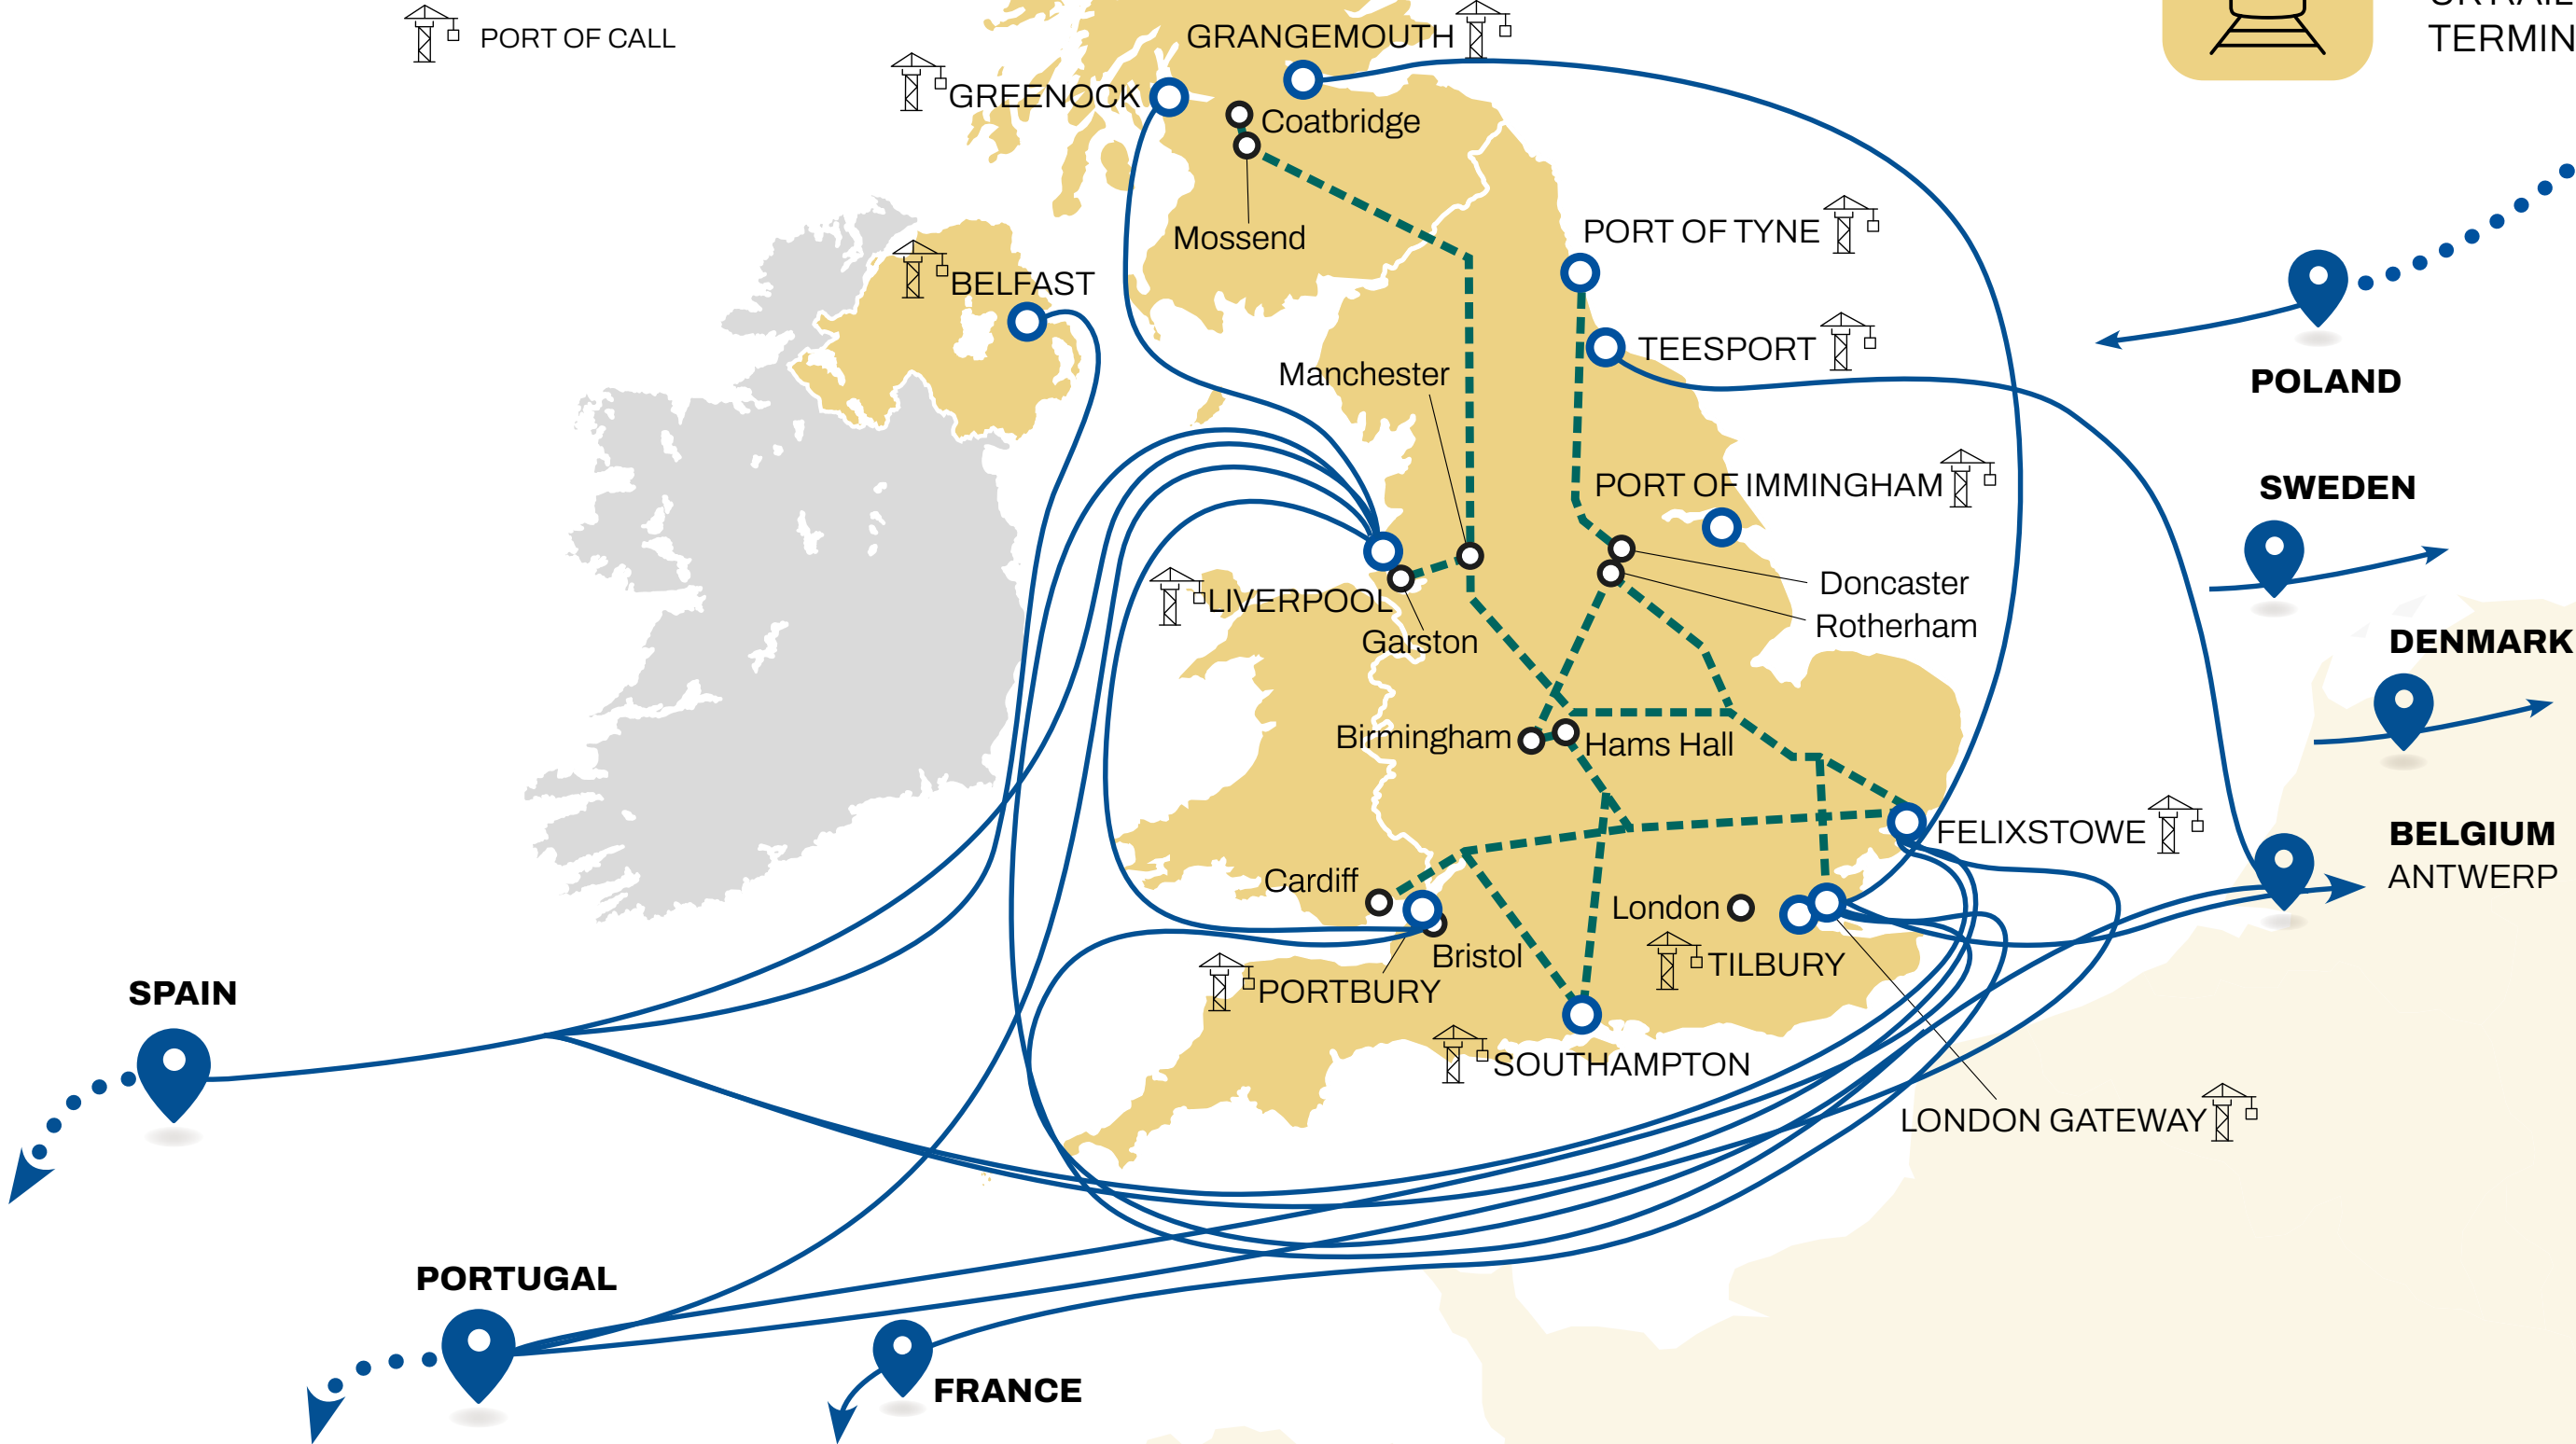 PORT OF CALL
GRANGEMOUTH
TERMIN
GREENOCK
Coatbridge
Mossend
PORT OF TYNE
BELFAST
TEESPORT
Manchester
POLAND
PORT OF IMMINGHAM
SWEDEN
Doncaster
LIVERPOOL
Rotherham
Garston
DENMARK
Birmingham
Hams Hall
FELIXSTOWE
BELGIUM
ANTWERP
Cardiff
London
Bristol
TILBURY
PORTBURY
SPAIN
SOUTHAMPTON
LONDON GATEWAY
PORTUGAL
FRANCE